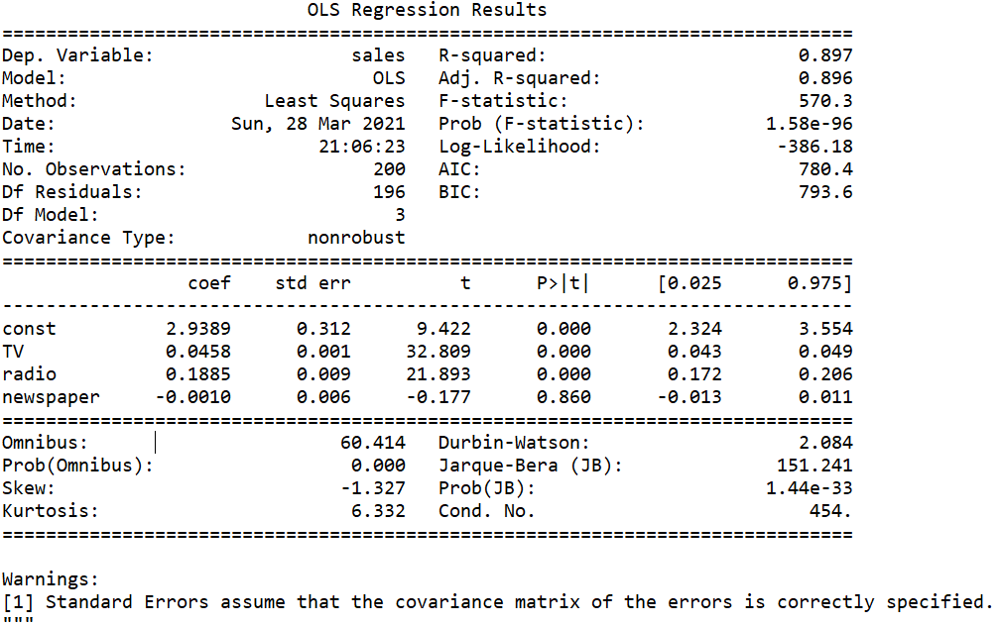 OLS Regression Results
==============================================================================
Dep. Variable:                  sales   R-squared:                       0.897
Model:                            OLS   Adj. R-squared:                  0.896
Method:                 Least Squares   F-statistic:                     570.3
Date:                Sun, 28 Mar 2021   Prob (F-statistic):           1.58e-96
Time:                        21:06:23   Log-Likelihood:                -386.18
No. Observations:                 200   AIC:                             780.4
Df Residuals:                     196   BIC:                             793.6
Df Model:                           3
Covariance Type:            nonrobust
==============================================================================
                 coef    std err          t      P>|t|      [0.025      0.975]
------------------------------------------------------------------------------
const          2.9389      0.312      9.422      0.000       2.324       3.554
TV             0.0458      0.001     32.809      0.000       0.043       0.049
radio          0.1885      0.009     21.893      0.000       0.172       0.206
newspaper     -0.0010      0.006     -0.177      0.860      -0.013       0.011
==============================================================================
Omnibus:                       60.414   Durbin-Watson:                   2.084
Prob(Omnibus):                  0.000   Jarque-Bera (JB):              151.241
Skew:                          -1.327   Prob(JB):                     1.44e-33
Kurtosis:                       6.332   Cond. No.                         454.
==============================================================================
Warnings:
[1] Standard Errors assume that the covariance matrix of the errors is correctly specified.
"""